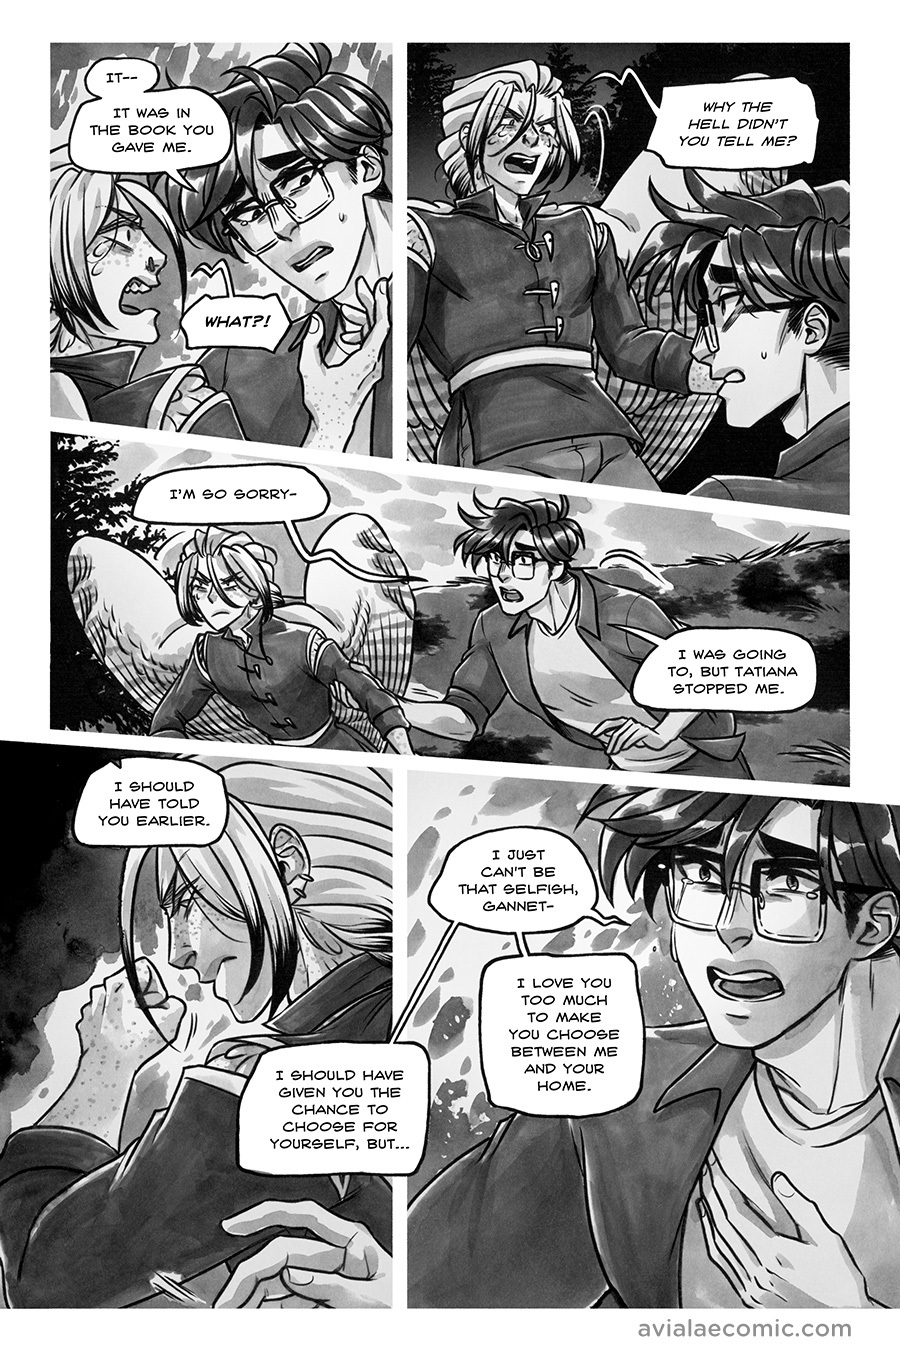 IT--
IT WAS IN
THE BOOK YOU
GAVE ME.
WHAT?!
WHY THE
HELL DIDN'T
YOU TELL ME?
I'M SO SORRY-
I WAS GOING
TO, BUT TATIANA
STOPPED ME.
I SHOULD
HAVE TOLD
YOU EARLIER.
I SHOULD HAVE
GIVEN YOU THE
CHANCE TO
CHOOSE FOR
YOURSELF, BUT...
I JUST
CAN'T BE
THAT SELFISH,
GANNET-
I LOVE YOU
TOO MUCH
TO MAKE
YOU CHOOSE
BETWEEN ME
AND YOUR
HOME.
avialaecomic.com